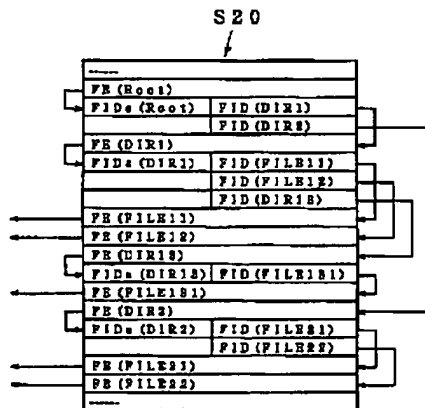 S20
FE(Root)
FIDs(Root) FID(DIR1)
FID(DIR2)
FE(DIR1)
FIDs(DIR1) FID(FILE11)
FID(FILE12)
FID(DIR13)
FE(FILE11)
FE(FILE12)
FE(DIR13)
FIDs(DIR13) FID(FILE131)
FE(FILE131)
FE(DIR2)
FIDs(DIR2) FID(FILE21)
FID(FILE22)
FE(FILE21)
FE(FILE22)